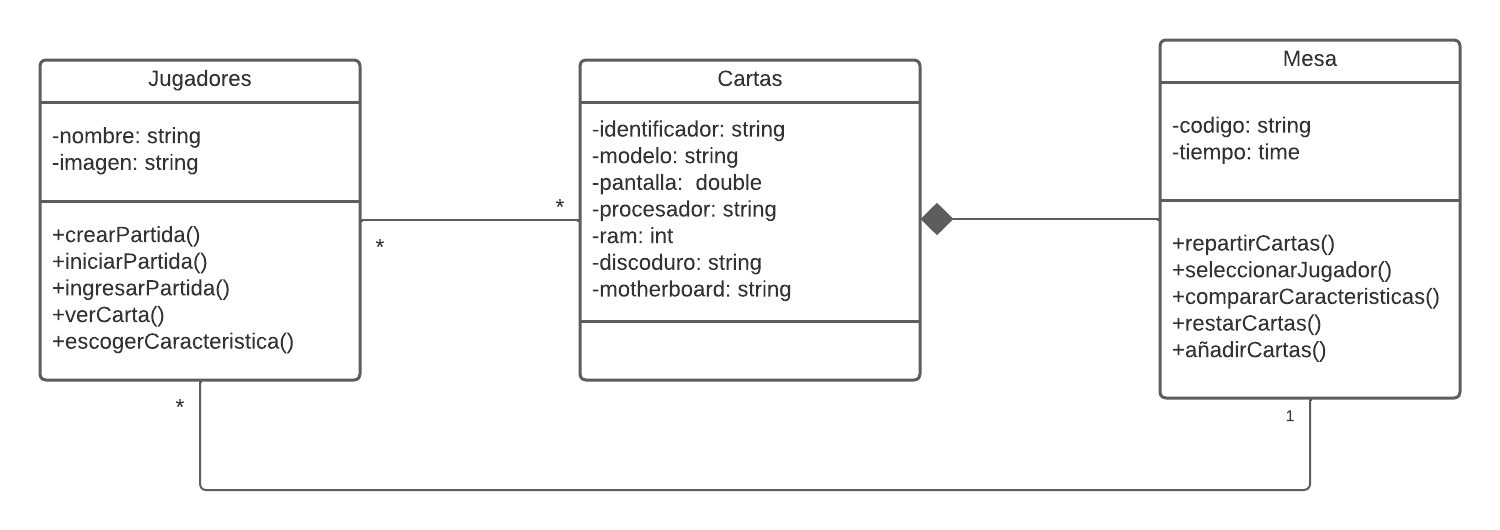 Jugadores
-nombre: string
-imagen: string
+crearPartida()
+iniciarPartida()
+ingresarPartida()
+verCarta()
+escogerCaracteristica()
*
*
*
Cartas
-identificador: string
-modelo: string
-pantalla:  double
-procesador: string
-ram: int
-discoduro: string
-motherboard: string
Mesa
-codigo: string
-tiempo: time
+repartirCartas()
+seleccionarJugador()
+compararCaracteristicas()
+restarCartas()
+añadirCartas()
1